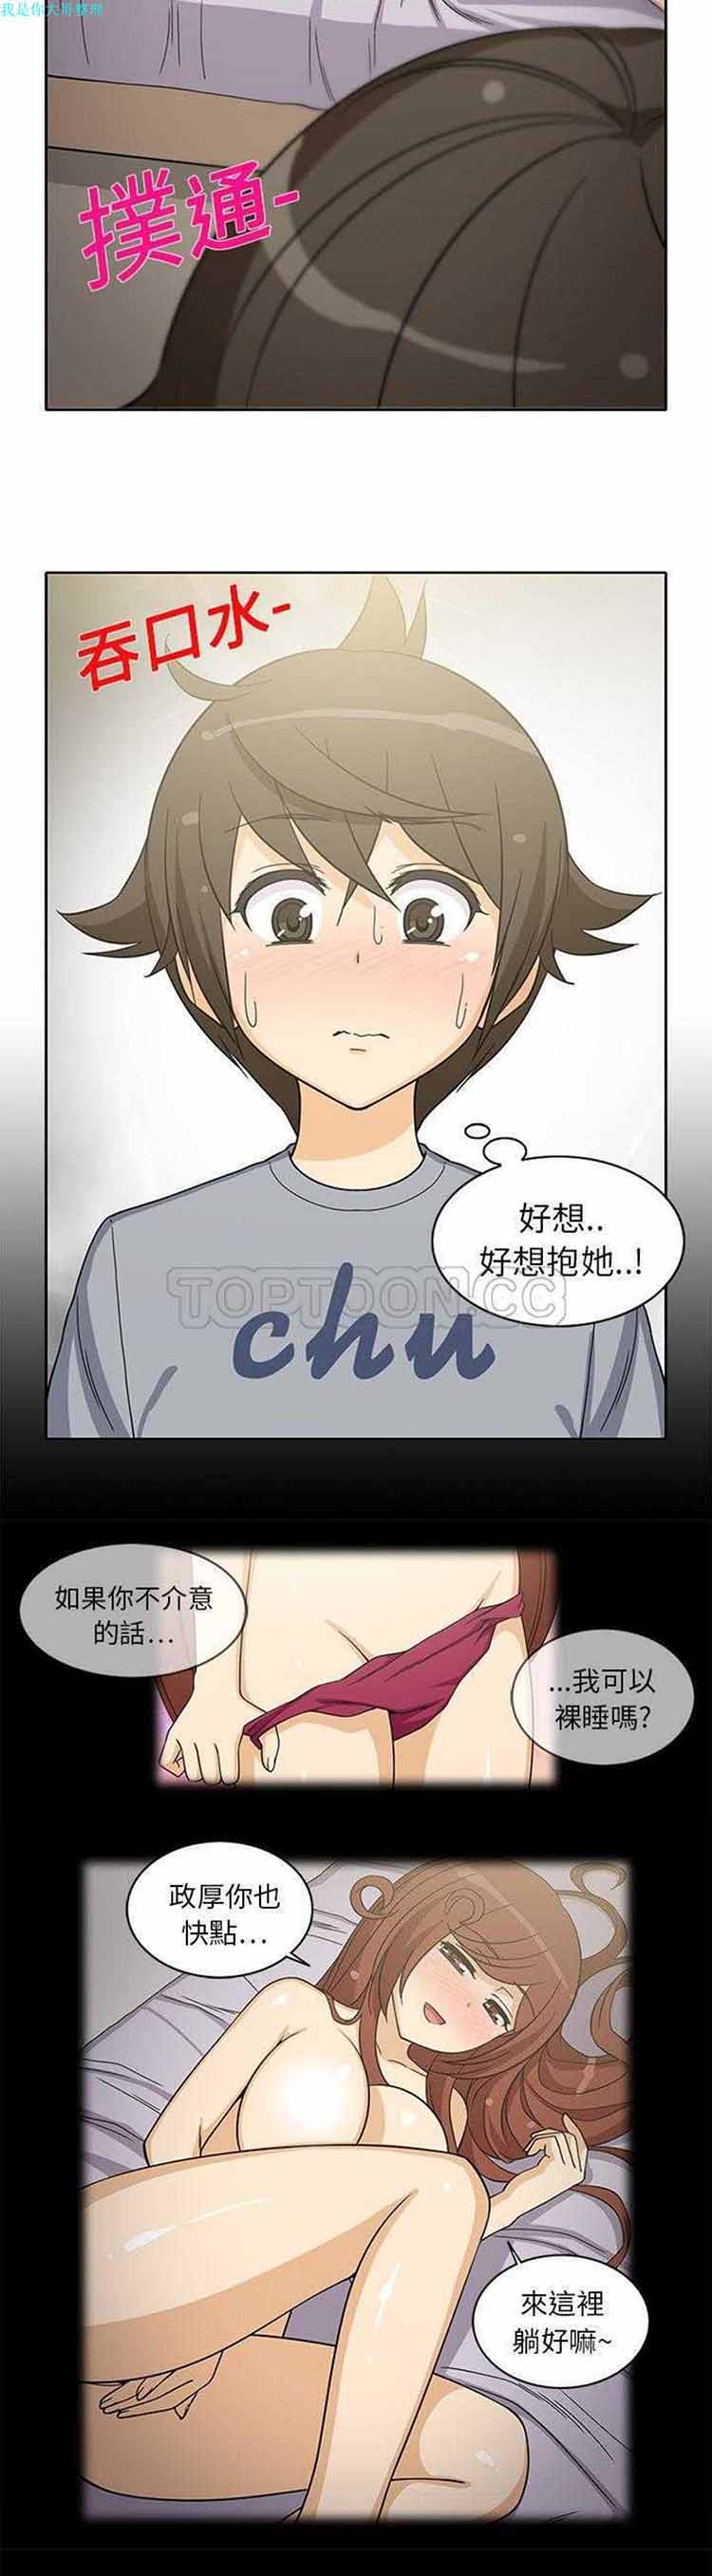 我是你大哥整理
撲通-
吞口水-
好想..
好想抱她..!
TOPTOON.CC
chu
如果你不介意
的話...
...我可以
裸睡嗎?
政厚你也
快點...
來這裡
躺好嘛~